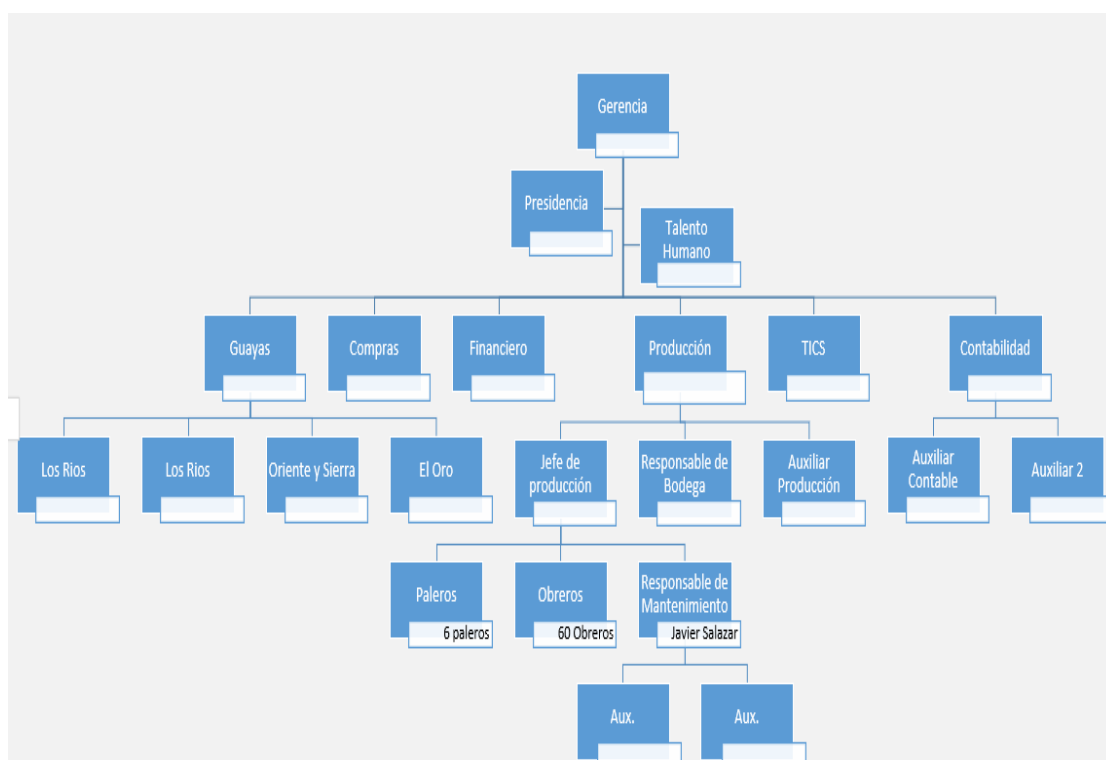 Gerencia
Presidencia
Talento
Humano
Guayas
Compras
Financiero
Producción
TICS
Contabilidad
Los Rios
Los Rios
Oriente y Sierra
El Oro
Jefe de
producción
Responsable de
Bodega
Auxiliar
Producción
Auxiliar
Contable
Auxiliar 2
Paleros
6 paleros
Obreros
60 Obreros
Responsable de
Mantenimiento
Javier Salazar
Aux.
Aux.